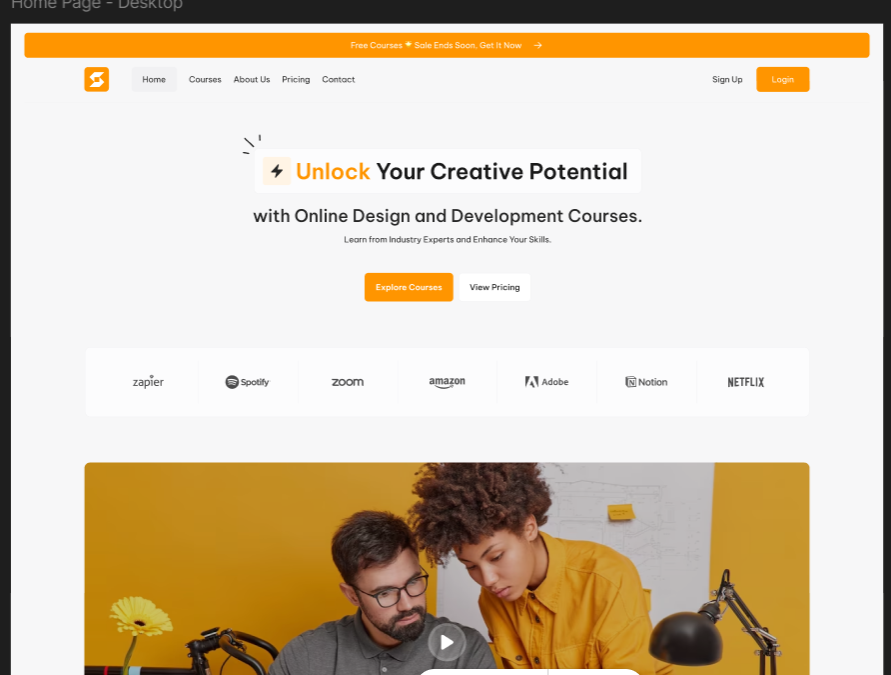 Home Page - Desktop
Free Courses ✦ Sale Ends Soon, Get It Now →
Home Courses About Us Pricing Contact Sign Up Login
Unlock Your Creative Potential
with Online Design and Development Courses.
Learn from Industry Experts and Enhance Your Skills.
Explore Courses View Pricing
zapier Spotify zoom amazon Adobe Notion NETFLIX